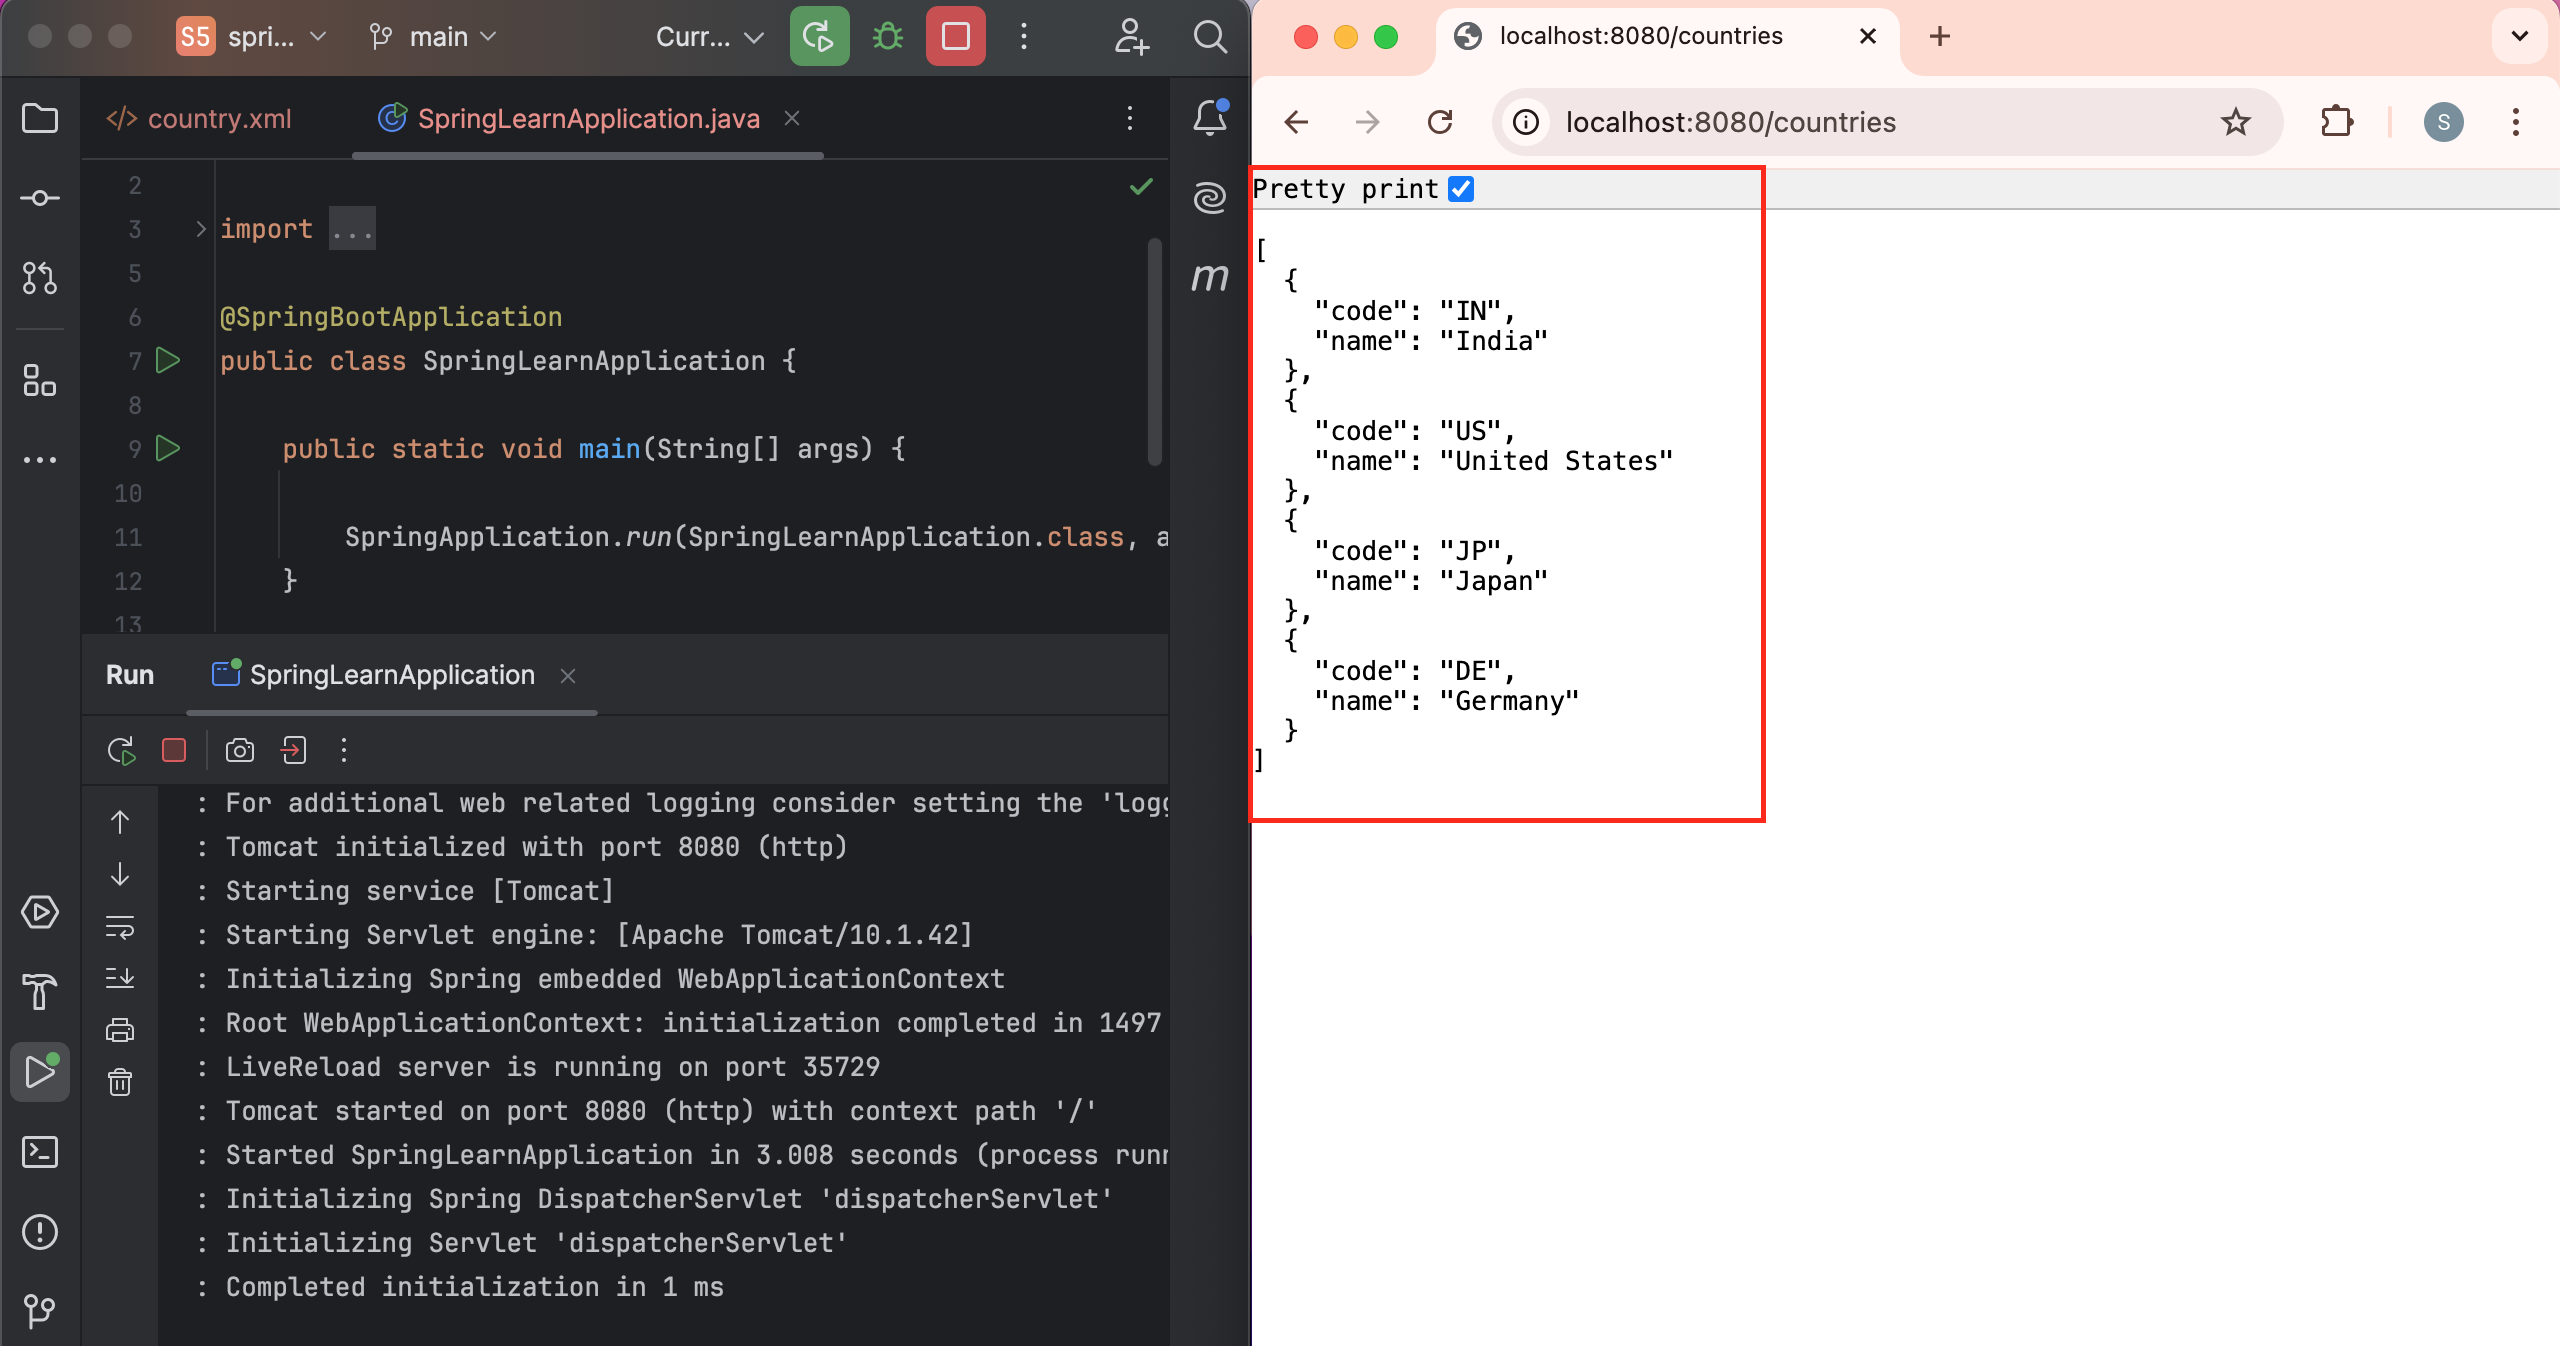 S5 spri... main Curr...
country.xml SpringLearnApplication.java
2
3 import ...
5
6 @SpringBootApplication
7 public class SpringLearnApplication {
8
9 public static void main(String[] args) {
10
11 SpringApplication.run(SpringLearnApplication.class, a
12 }
13
m
Run SpringLearnApplication
: For additional web related logging consider setting the 'logg
: Tomcat initialized with port 8080 (http)
: Starting service [Tomcat]
: Starting Servlet engine: [Apache Tomcat/10.1.42]
: Initializing Spring embedded WebApplicationContext
: Root WebApplicationContext: initialization completed in 1497
: LiveReload server is running on port 35729
: Tomcat started on port 8080 (http) with context path '/'
: Started SpringLearnApplication in 3.008 seconds (process runn
: Initializing Spring DispatcherServlet 'dispatcherServlet'
: Initializing Servlet 'dispatcherServlet'
: Completed initialization in 1 ms
localhost:8080/countries
localhost:8080/countries
S
Pretty print
[
{
"code": "IN",
"name": "India"
},
{
"code": "US",
"name": "United States"
},
{
"code": "JP",
"name": "Japan"
},
{
"code": "DE",
"name": "Germany"
}
]